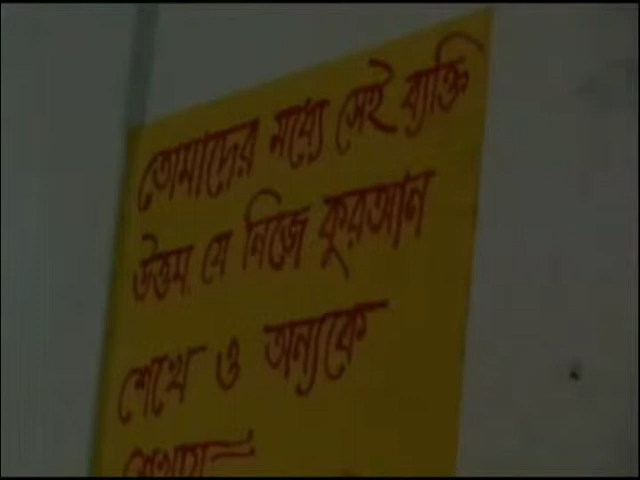 তোমাদের মধ্যে সেই ব্যক্তি
উত্তম যে নিজে কুরআন
শেখে ও অন্যকে
শেখায়